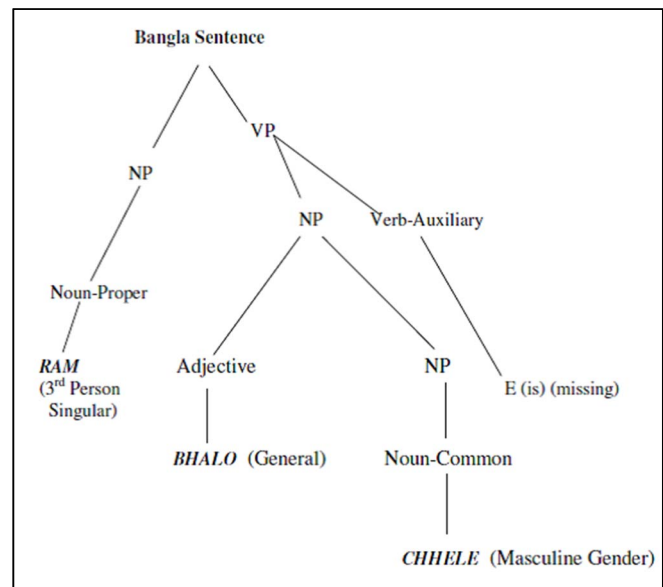 Bangla Sentence
VP
NP
NP
Verb-Auxiliary
Noun-Proper
RAM
(3rd Person
Singular)
Adjective
NP
E (is) (missing)
BHALO (General)
Noun-Common
CHHELE (Masculine Gender)